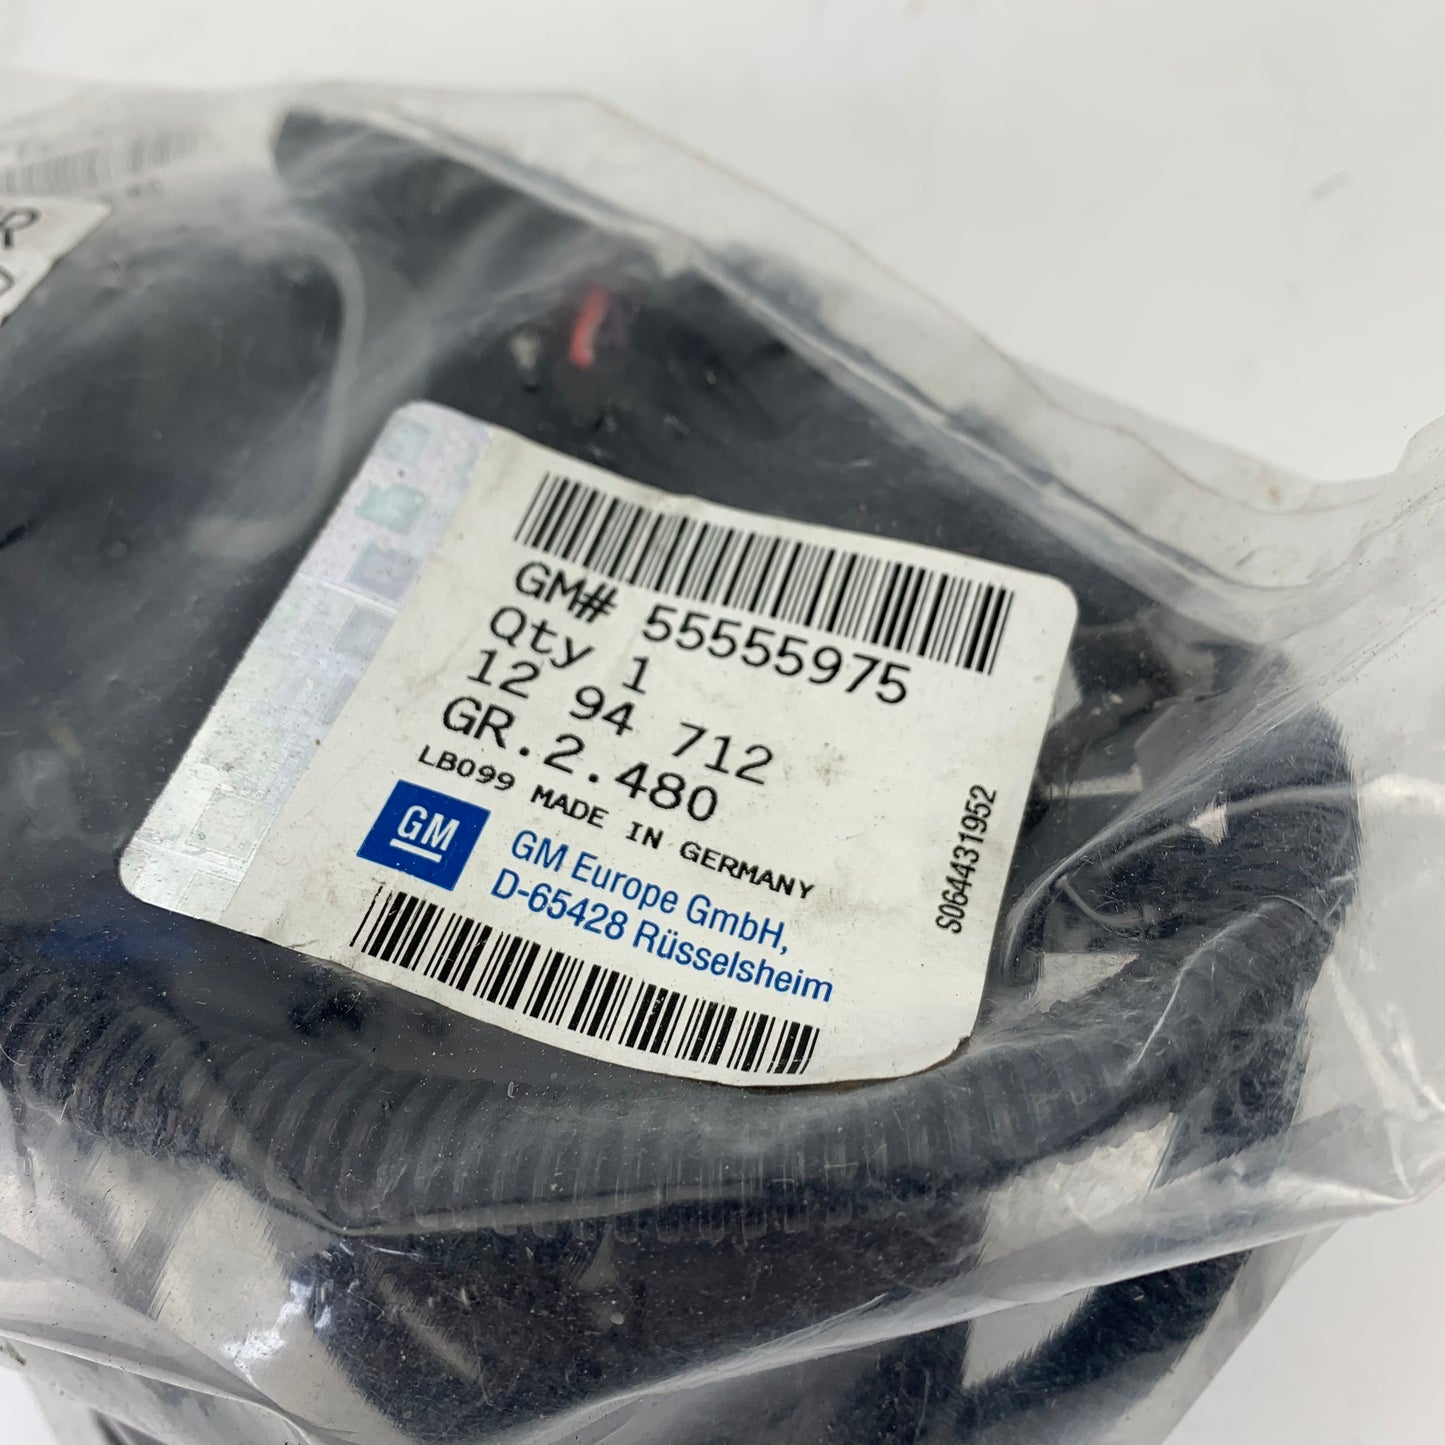 GM# 55555975
Qty 1
12 94 712
GR.2.480
LB099 MADE IN GERMANY
GM
GM Europe GmbH,
D-65428 Rüsselsheim
S064431952